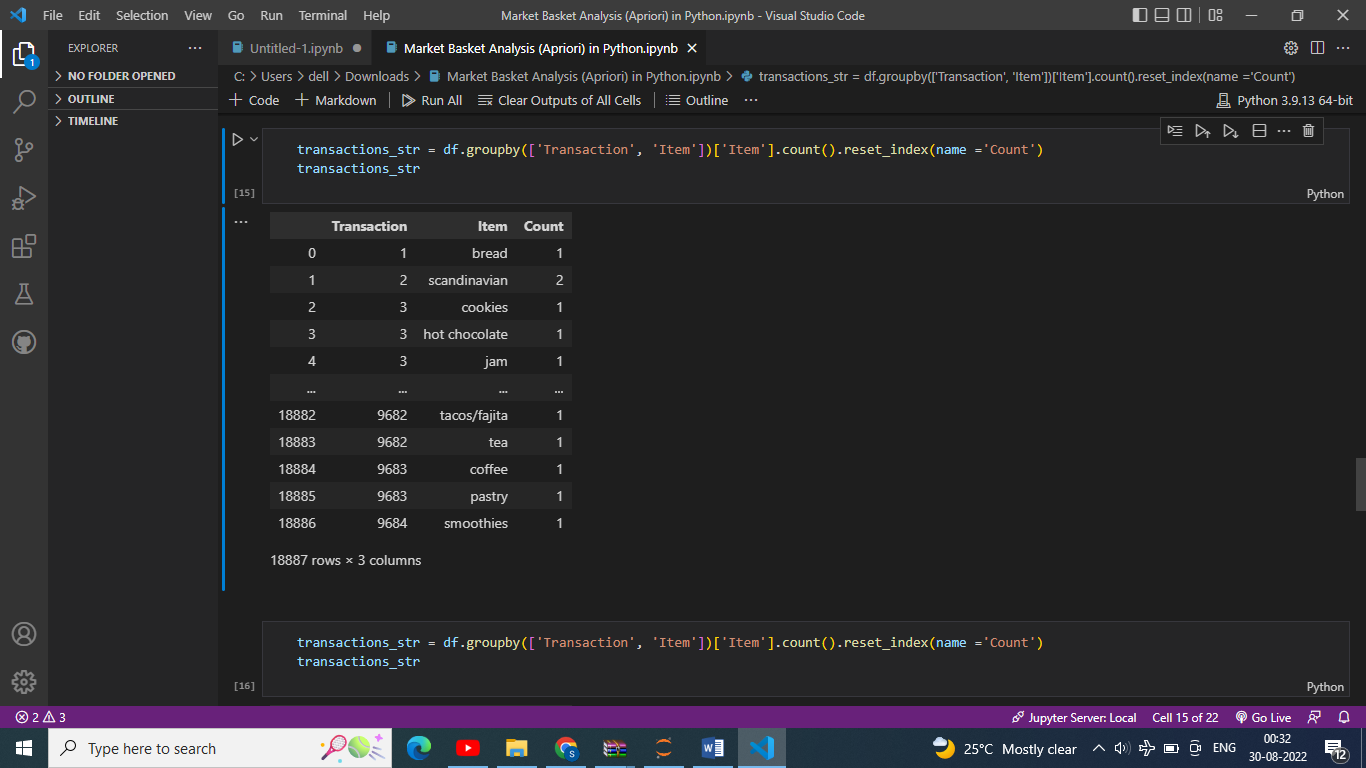 File Edit Selection View Go Run Terminal Help Market Basket Analysis (Apriori) in Python.ipynb - Visual Studio Code
EXPLORER
Untitled-1.ipynb Market Basket Analysis (Apriori) in Python.ipynb
1
NO FOLDER OPENED
OUTLINE
TIMELINE
C: > Users > dell > Downloads > Market Basket Analysis (Apriori) in Python.ipynb > transactions_str = df.groupby(['Transaction', 'Item'])['Item'].count().reset_index(name ='Count')
+ Code + Markdown Run All Clear Outputs of All Cells Outline ... Python 3.9.13 64-bit
transactions_str = df.groupby(['Transaction', 'Item'])['Item'].count().reset_index(name ='Count')
transactions_str
[15] Python
Transaction Item Count
0 1 bread 1
1 2 scandinavian 2
2 3 cookies 1
3 3 hot chocolate 1
4 3 jam 1
... ... ... ...
18882 9682 tacos/fajita 1
18883 9682 tea 1
18884 9683 coffee 1
18885 9683 pastry 1
18886 9684 smoothies 1
18887 rows × 3 columns
transactions_str = df.groupby(['Transaction', 'Item'])['Item'].count().reset_index(name ='Count')
transactions_str
[16] Python
2 3 Jupyter Server: Local Cell 15 of 22 Go Live
Type here to search 25°C Mostly clear ENG 00:32
30-08-2022
12